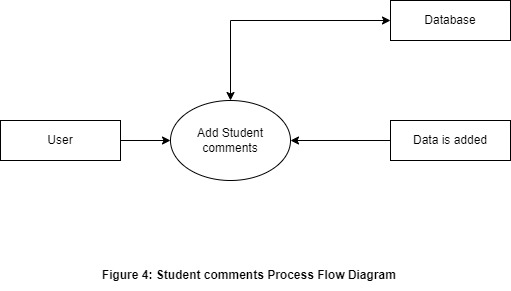 Database
User
Add Student
comments
Data is added
Figure 4: Student comments Process Flow Diagram